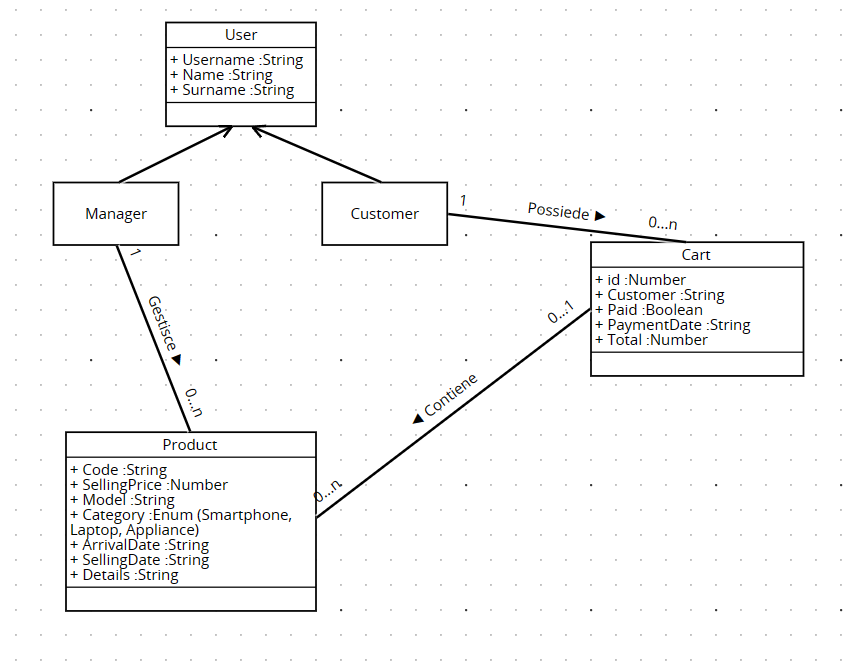 User
+ Username :String
+ Name :String
+ Surname :String
Manager
Customer
1
Possiede ▶
0...n
Cart
+ id :Number
+ Customer :String
+ Paid :Boolean
+ PaymentDate :String
+ Total :Number
1
Gestisce ▶
0...n
0...1
◀ Contiene
0...n
Product
+ Code :String
+ SellingPrice :Number
+ Model :String
+ Category :Enum (Smartphone,
Laptop, Appliance)
+ ArrivalDate :String
+ SellingDate :String
+ Details :String